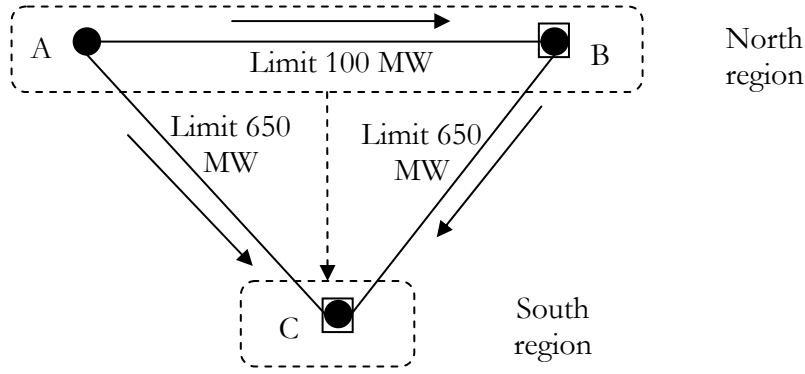 A
B
Limit 100 MW
North
region
Limit 650
MW
Limit 650
MW
C
South
region